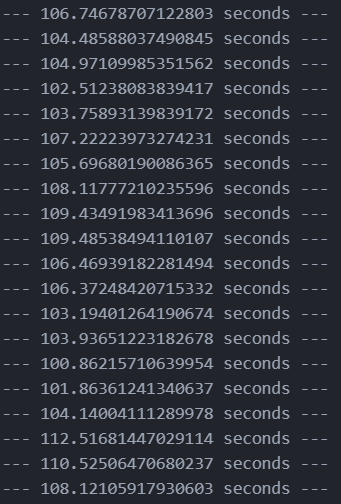 --- 106.74678707122803 seconds ---
--- 104.48588037490845 seconds ---
--- 104.97109985351562 seconds ---
--- 102.51238083839417 seconds ---
--- 103.75893139839172 seconds ---
--- 107.22223973274231 seconds ---
--- 105.69680190086365 seconds ---
--- 108.11777210235596 seconds ---
--- 109.43491983413696 seconds ---
--- 109.48538494110107 seconds ---
--- 106.46939182281494 seconds ---
--- 106.37248420715332 seconds ---
--- 103.19401264190674 seconds ---
--- 103.93651223182678 seconds ---
--- 100.86215710639954 seconds ---
--- 101.86361241340637 seconds ---
--- 104.14004111289978 seconds ---
--- 112.51681447029114 seconds ---
--- 110.52506470680237 seconds ---
--- 108.12105917930603 seconds ---